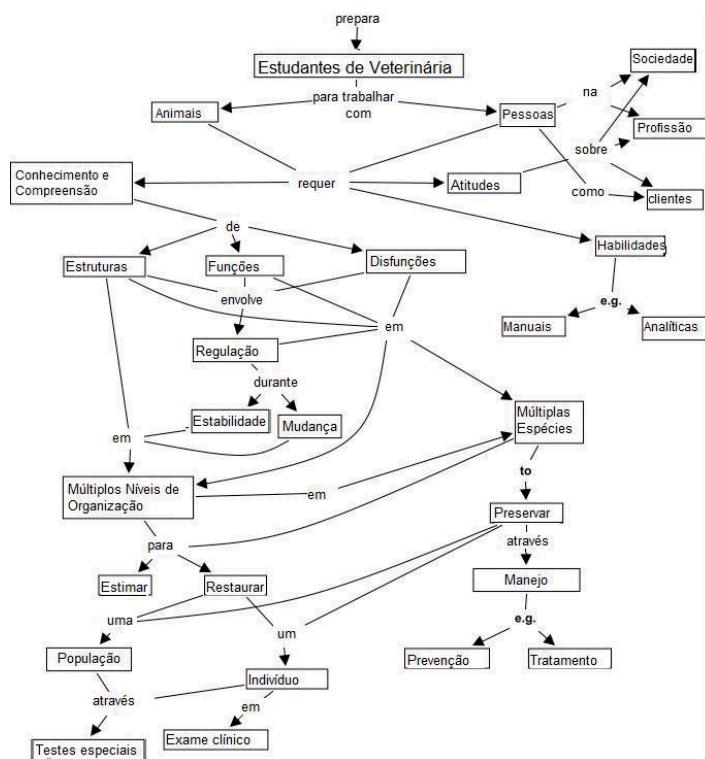 prepara
Estudantes de Veterinária
Sociedade
para trabalhar
com
na
Animais
Pessoas
Profissão
sobre
Conhecimento e
Compreensão
requer
Atitudes
como
clientes
de
Habilidades
Estruturas
Funções
Disfunções
envolve
e.g.
em
Manuais
Analíticas
Regulação
durante
Estabilidade
Mudança
Múltiplas
Espécies
em
to
Múltiplos Níveis de
Organização
em
Preservar
para
através
Estimar
Restaurar
Manejo
uma
um
e.g.
População
Prevenção
Tratamento
Indivíduo
através
em
Testes especiais
Exame clínico